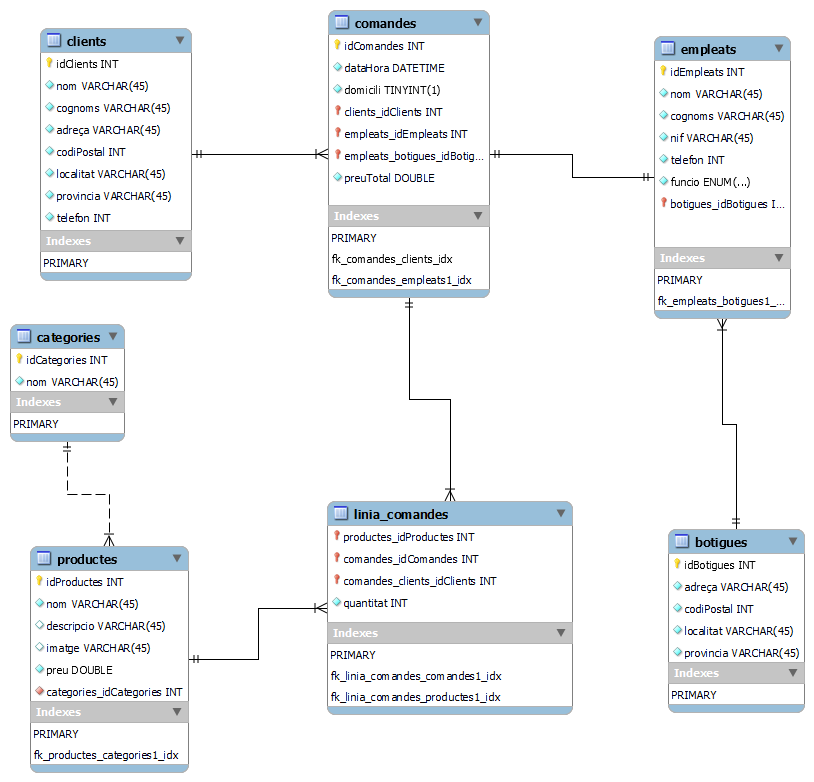 clients
idClients INT
nom VARCHAR(45)
cognoms VARCHAR(45)
adreça VARCHAR(45)
codiPostal INT
localitat VARCHAR(45)
provincia VARCHAR(45)
telefon INT
Indexes
PRIMARY
comandes
idComandes INT
dataHora DATETIME
domicili TINYINT(1)
clients_idClients INT
empleats_idEmpleats INT
empleats_botigues_idBotig...
preuTotal DOUBLE
Indexes
PRIMARY
fk_comandes_clients_idx
fk_comandes_empleats1_idx
empleats
idEmpleats INT
nom VARCHAR(45)
cognoms VARCHAR(45)
nif VARCHAR(45)
telefon INT
funcio ENUM(...)
botigues_idBotigues I...
Indexes
PRIMARY
fk_empleats_botigues1_...
categories
idCategories INT
nom VARCHAR(45)
Indexes
PRIMARY
productes
idProductes INT
nom VARCHAR(45)
descripcio VARCHAR(45)
imatge VARCHAR(45)
preu DOUBLE
categories_idCategories INT
Indexes
PRIMARY
fk_productes_categories1_idx
linia_comandes
productes_idProductes INT
comandes_idComandes INT
comandes_clients_idClients INT
quantitat INT
Indexes
PRIMARY
fk_linia_comandes_comandes1_idx
fk_linia_comandes_productes1_idx
botigues
idBotigues INT
adreça VARCHAR(45)
codiPostal INT
localitat VARCHAR(45)
provincia VARCHAR(45)
Indexes
PRIMARY